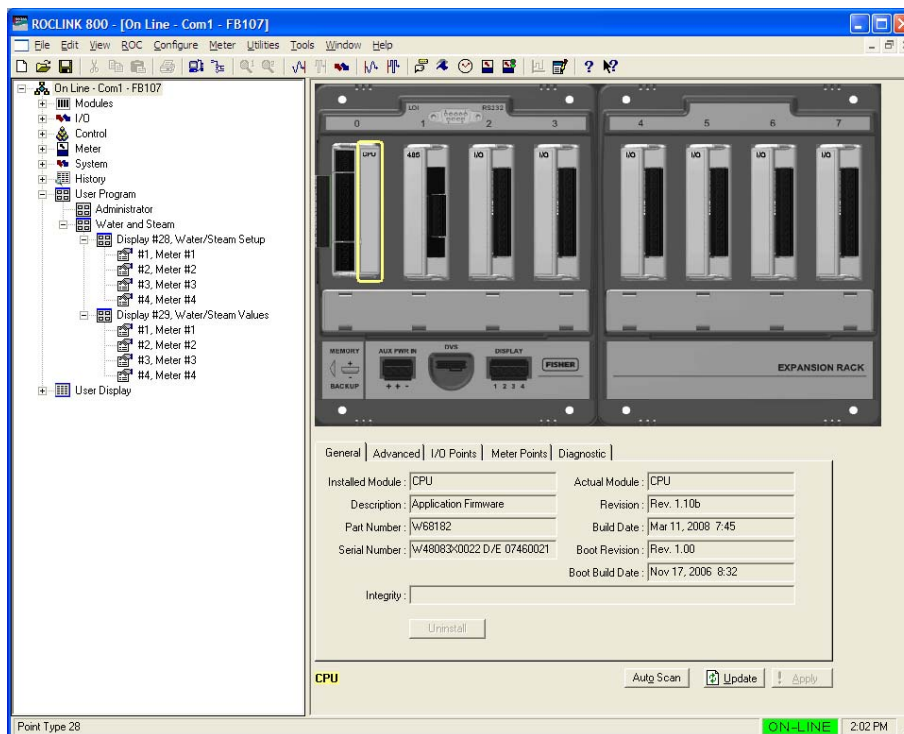 ROCLINK 800 - [On Line - Com1 - FB107]
File Edit View ROC Configure Meter Utilities Tools Window Help
On Line - Com1 - FB107
Modules
I/O
Control
Meter
System
History
User Program
Administrator
Water and Steam
Display #28, Water/Steam Setup
#1, Meter #1
#2, Meter #2
#3, Meter #3
#4, Meter #4
Display #29, Water/Steam Values
#1, Meter #1
#2, Meter #2
#3, Meter #3
#4, Meter #4
User Display
LOI RS232
0 1 2 3 4 5 6 7
CPU 485 I/O I/O I/O I/O I/O I/O
MEMORY AUX PWR IN DVS DISPLAY
FISHER
EXPANSION RACK
BACKUP + + - 1 2 3 4
General Advanced I/O Points Meter Points Diagnostic
Installed Module : CPU Actual Module : CPU
Description : Application Firmware Revision : Rev. 1.10b
Part Number : W68182 Build Date : Mar 11, 2008 7:45
Serial Number : W48083X0022 D/E 07460021 Boot Revision : Rev. 1.00
Boot Build Date : Nov 17, 2006 8:32
Integrity :
Uninstall
CPU Auto Scan Update ! Apply
Point Type 28 ON-LINE 2:02 PM